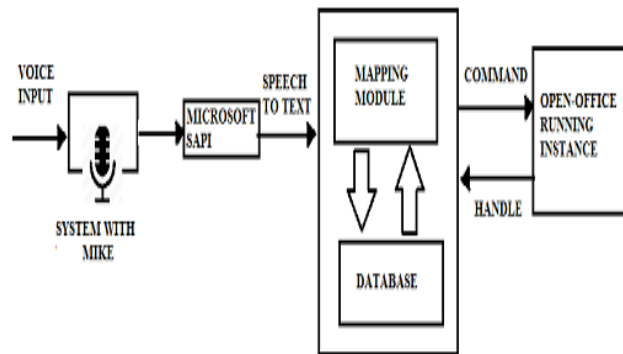 VOICE
INPUT
SYSTEM WITH
MIKE
MICROSOFT
SAPI
SPEECH
TO TEXT
MAPPING
MODULE
DATABASE
COMMAND
HANDLE
OPEN-OFFICE
RUNNING
INSTANCE